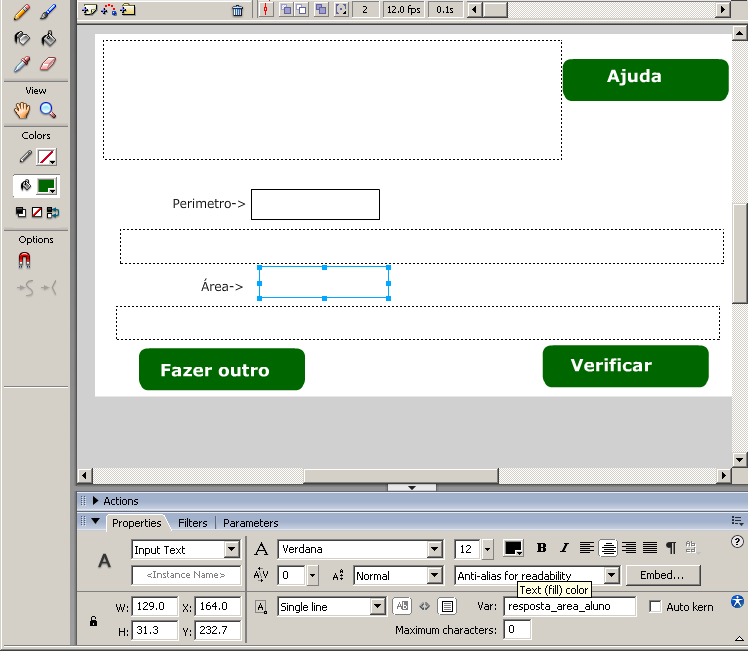 2 12.0 fps 0.1s
View
Colors
Options
Ajuda
Perimetro->
Área->
Fazer outro
Verificar
Actions
Properties Filters Parameters
A Input Text A Verdana 12 B I ¶
<Instance Name> A/V 0 A Normal Anti-alias for readability Embed...
Text (fill) color
W: 129.0 X: 164.0 A Single line AB <> Var: resposta_area_aluno Auto kern
H: 31.3 Y: 232.7 Maximum characters: 0